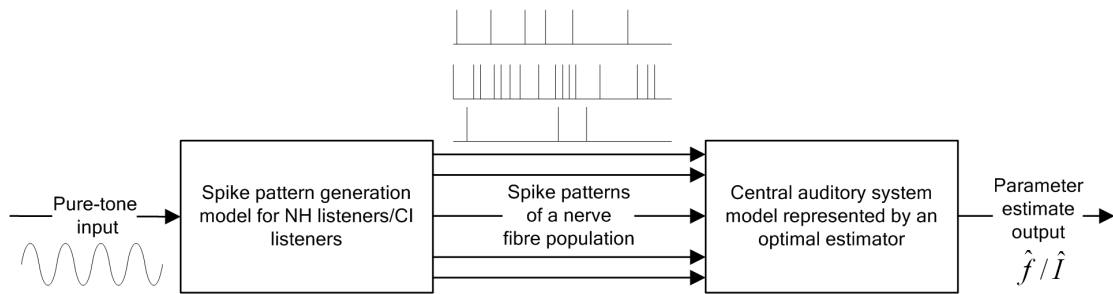 Pure-tone
input
Spike pattern generation
model for NH listeners/CI
listeners
Spike patterns
of a nerve
fibre population
Central auditory system
model represented by an
optimal estimator
Parameter
estimate
output
f̂ / Î